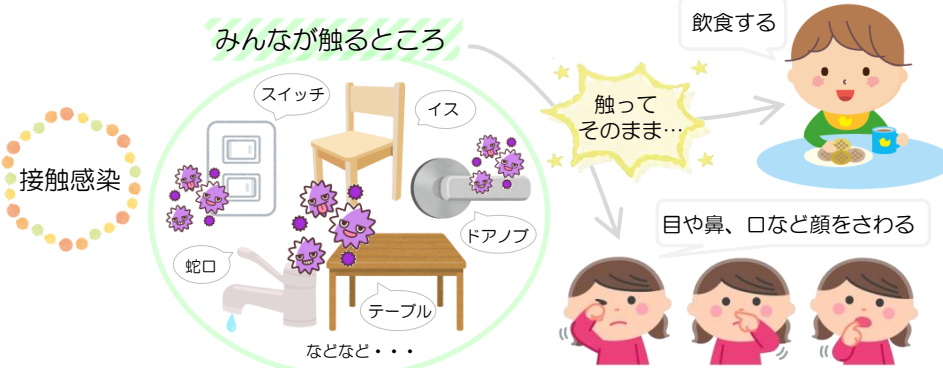 接触感染
みんなが触るところ
スイッチ
イス
ドアノブ
蛇口
テーブル
などなど・・・
触って
そのまま…
飲食する
目や鼻、口など顔をさわる